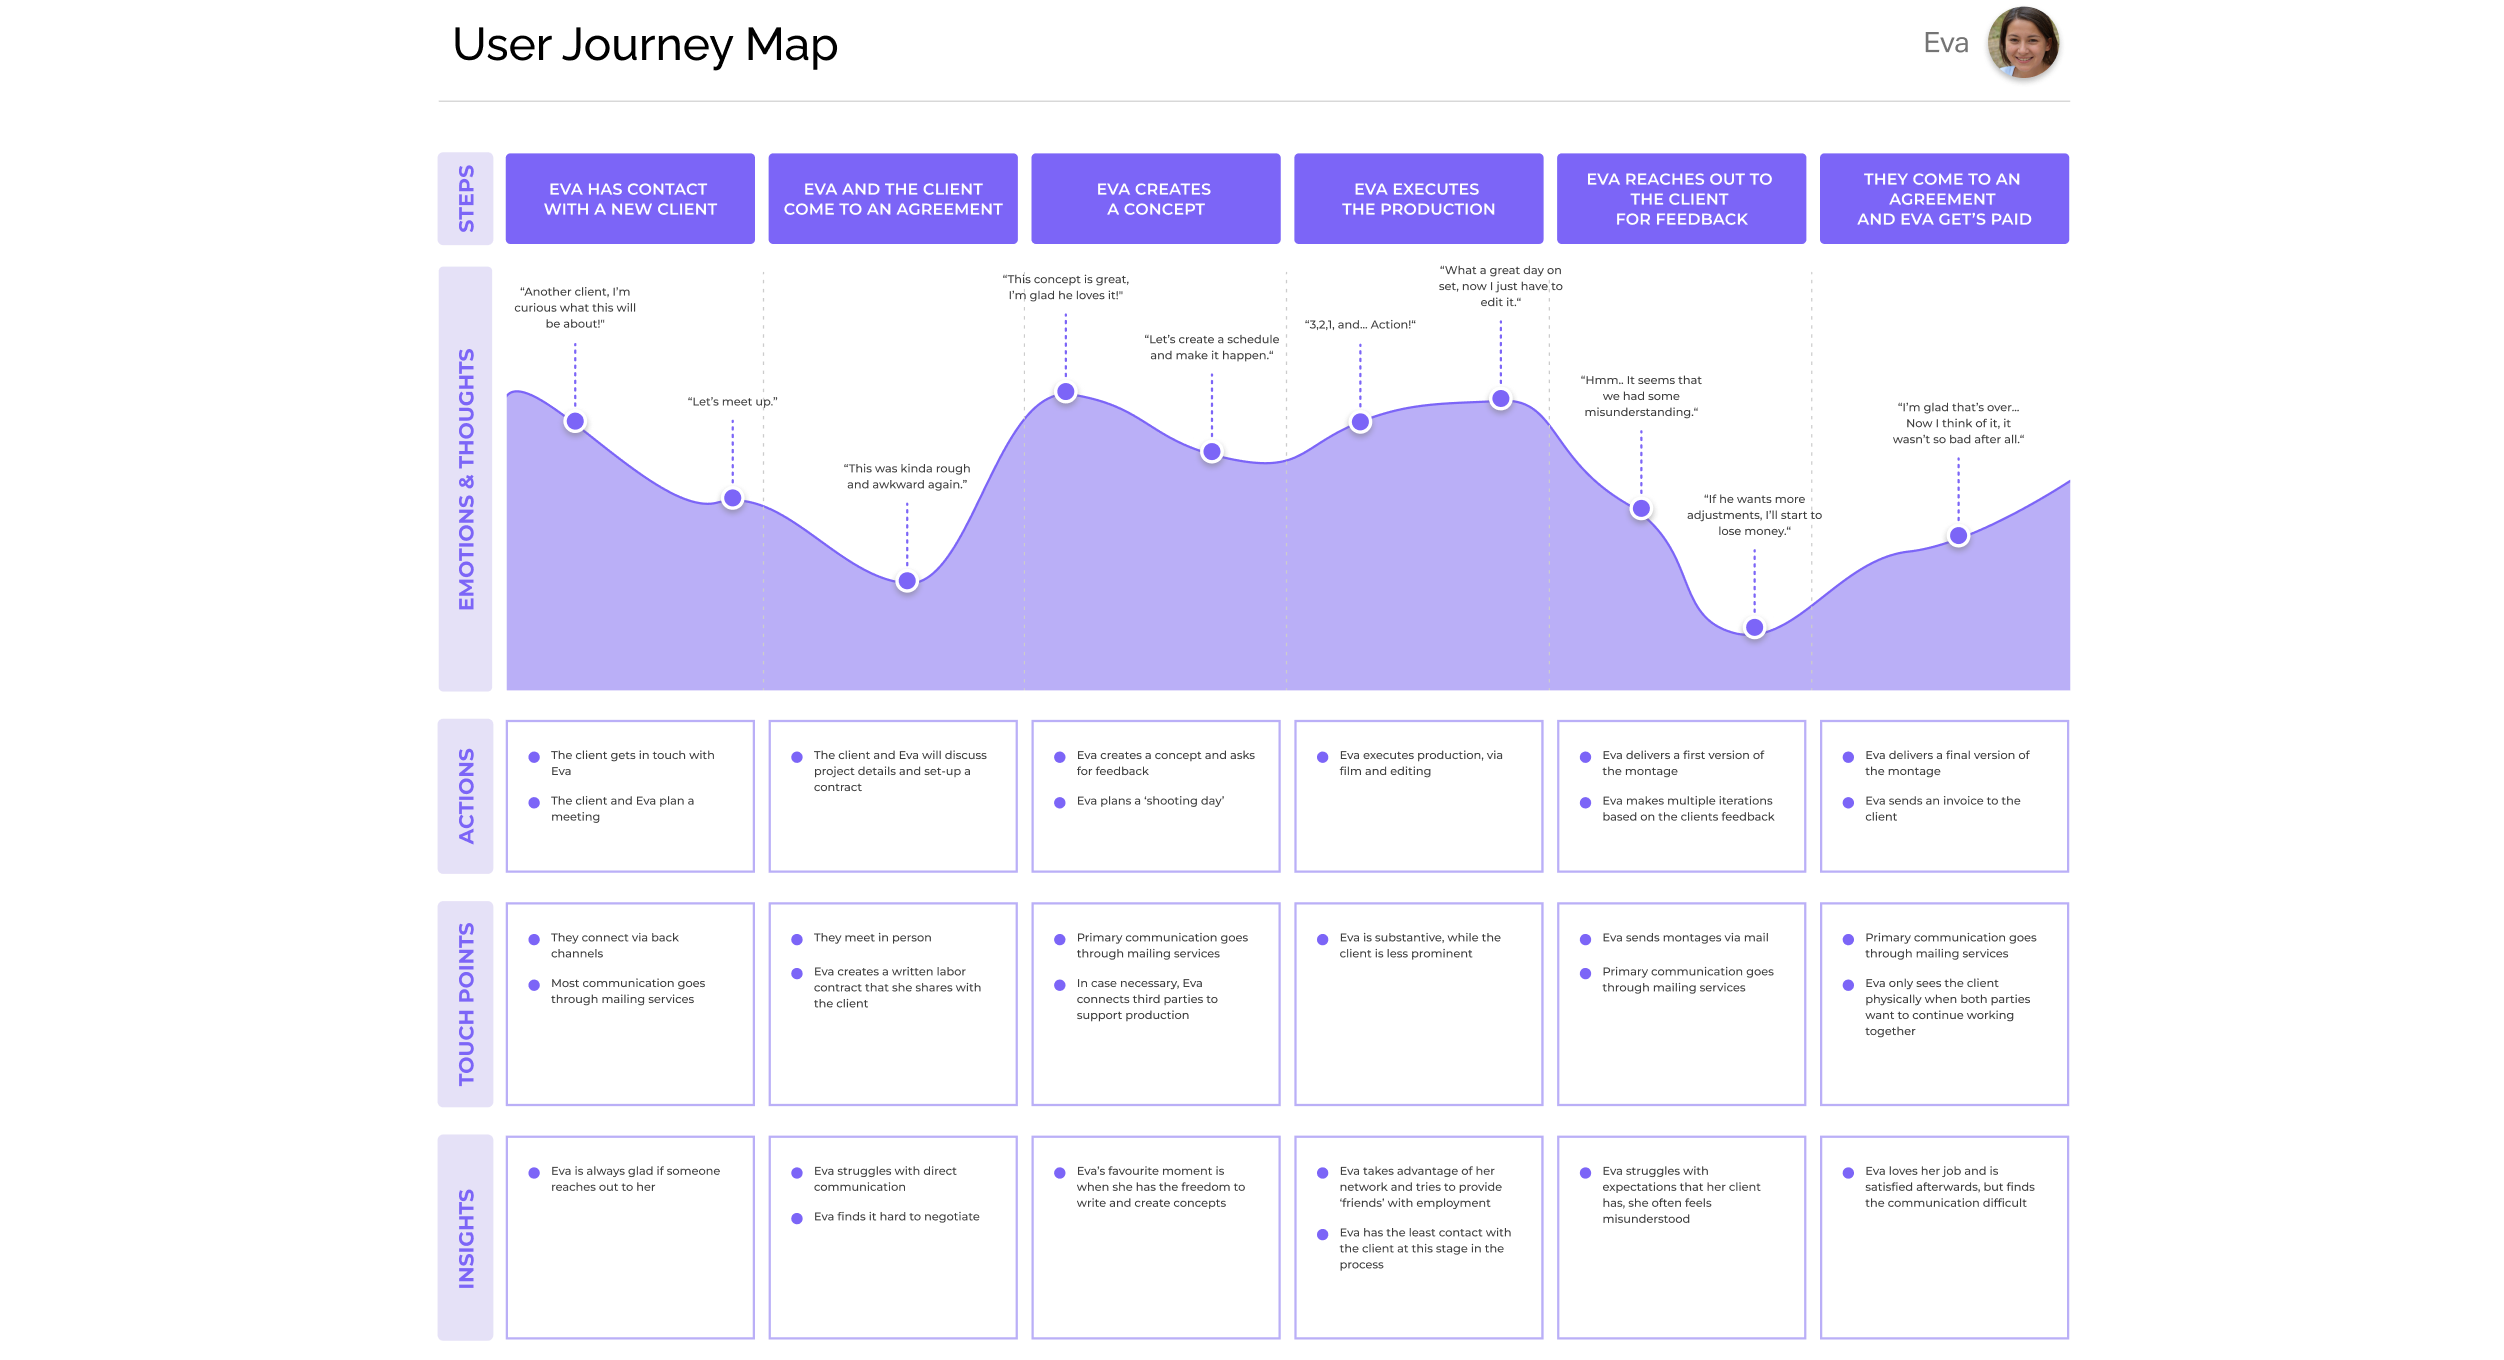 User Journey Map
Eva
STEPS
EVA HAS CONTACT
WITH A NEW CLIENT
EVA AND THE CLIENT
COME TO AN AGREEMENT
EVA CREATES
A CONCEPT
EVA EXECUTES
THE PRODUCTION
EVA REACHES OUT TO
THE CLIENT
FOR FEEDBACK
THEY COME TO AN
AGREEMENT
AND EVA GET’S PAID
EMOTIONS & THOUGHTS
“Another client, I’m
curious what this will
be about!"
“Let’s meet up.”
“This was kinda rough
and awkward again.”
“This concept is great,
I’m glad he loves it!"
“Let’s create a schedule
and make it happen.“
“3,2,1, and... Action!“
“What a great day on
set, now I just have to
edit it.“
“Hmm.. It seems that
we had some
misunderstanding.“
“If he wants more
adjustments, I’ll start to
lose money.“
“I’m glad that’s over...
Now I think of it, it
wasn’t so bad after all.“
ACTIONS
The client gets in touch with
Eva
The client and Eva plan a
meeting
The client and Eva will discuss
project details and set-up a
contract
Eva creates a concept and asks
for feedback
Eva plans a ‘shooting day’
Eva executes production, via
film and editing
Eva delivers a first version of
the montage
Eva makes multiple iterations
based on the clients feedback
Eva delivers a final version of
the montage
Eva sends an invoice to the
client
TOUCH POINTS
They connect via back
channels
Most communication goes
through mailing services
They meet in person
Eva creates a written labor
contract that she shares with
the client
Primary communication goes
through mailing services
In case necessary, Eva
connects third parties to
support production
Eva is substantive, while the
client is less prominent
Eva sends montages via mail
Primary communication goes
through mailing services
Primary communication goes
through mailing services
Eva only sees the client
physically when both parties
want to continue working
together
INSIGHTS
Eva is always glad if someone
reaches out to her
Eva struggles with direct
communication
Eva finds it hard to negotiate
Eva’s favourite moment is
when she has the freedom to
write and create concepts
Eva takes advantage of her
network and tries to provide
‘friends’ with employment
Eva has the least contact with
the client at this stage in the
process
Eva struggles with
expectations that her client
has, she often feels
misunderstood
Eva loves her job and is
satisfied afterwards, but finds
the communication difficult